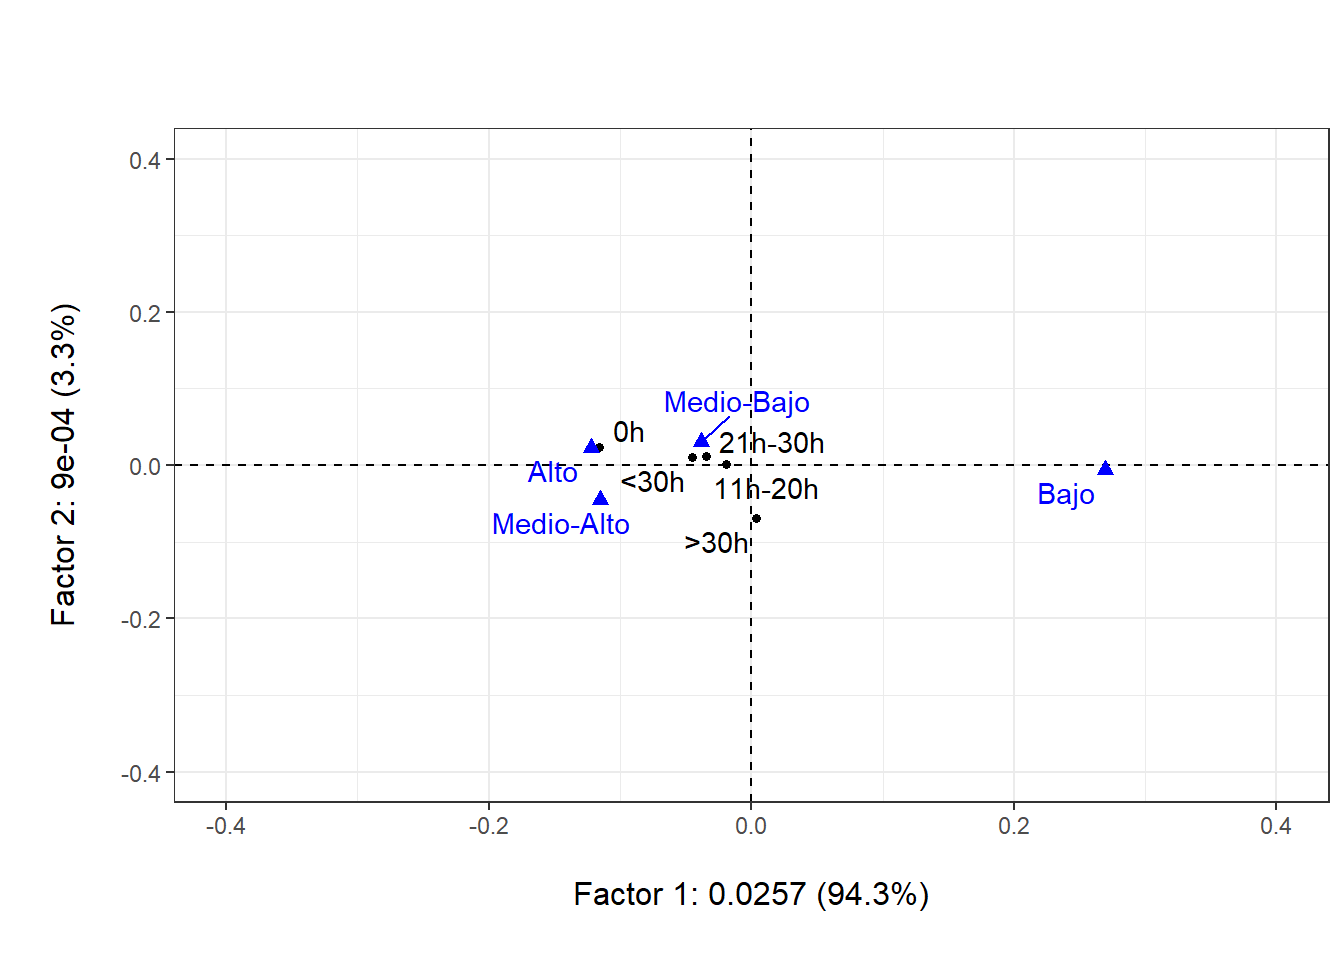 0.4
0.2
0.0
-0.2
-0.4
Factor 2: 9e-04 (3.3%)
Medio-Bajo
0h
21h-30h
Alto
<30h
11h-20h
Bajo
Medio-Alto
>30h
-0.4
-0.2
0.0
0.2
0.4
Factor 1: 0.0257 (94.3%)